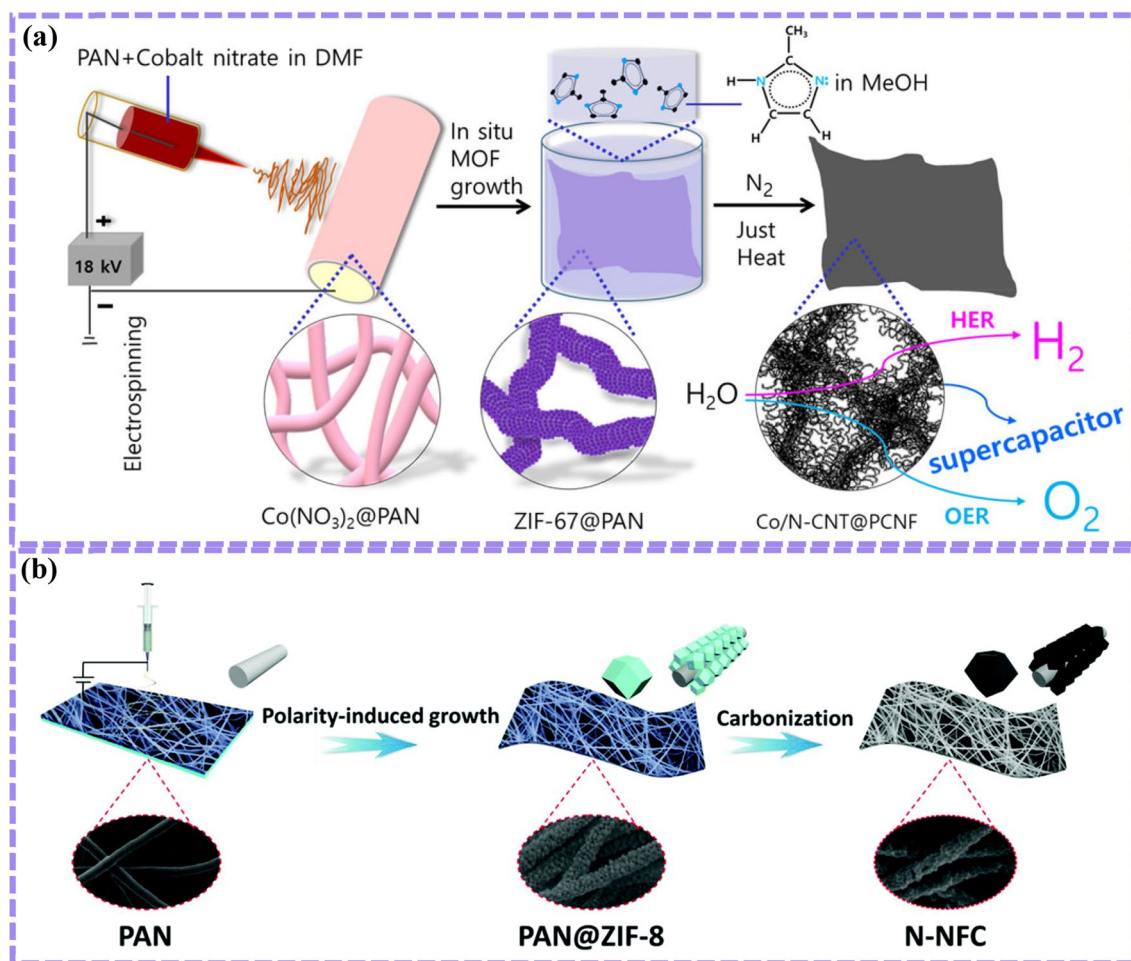 (a)
PAN+Cobalt nitrate in DMF
+
18 kV
−
Electrospinning
In situ
MOF
growth
CH₃
H
N
N:
H
H
in MeOH
N₂
Just
Heat
Co(NO₃)₂@PAN
ZIF-67@PAN
Co/N-CNT@PCNF
H₂O
HER
H₂
supercapacitor
OER
O₂
(b)
Polarity-induced growth
Carbonization
PAN
PAN@ZIF-8
N-NFC